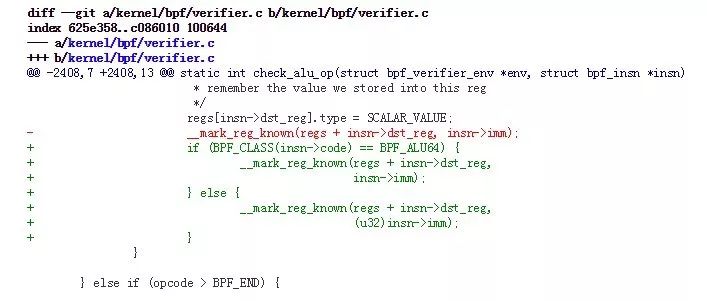 diff --git a/kernel/bpf/verifier.c b/kernel/bpf/verifier.c
index 625e358..c086010 100644
--- a/kernel/bpf/verifier.c
+++ b/kernel/bpf/verifier.c
@@ -2408,7 +2408,13 @@ static int check_alu_op(struct bpf_verifier_env *env, struct bpf_insn *insn)
* remember the value we stored into this reg
*/
regs[insn->dst_reg].type = SCALAR_VALUE;
- __mark_reg_known(regs + insn->dst_reg, insn->imm);
+ if (BPF_CLASS(insn->code) == BPF_ALU64) {
+ __mark_reg_known(regs + insn->dst_reg,
+ insn->imm);
+ } else {
+ __mark_reg_known(regs + insn->dst_reg,
+ (u32)insn->imm);
+ }
}
} else if (opcode > BPF_END) {